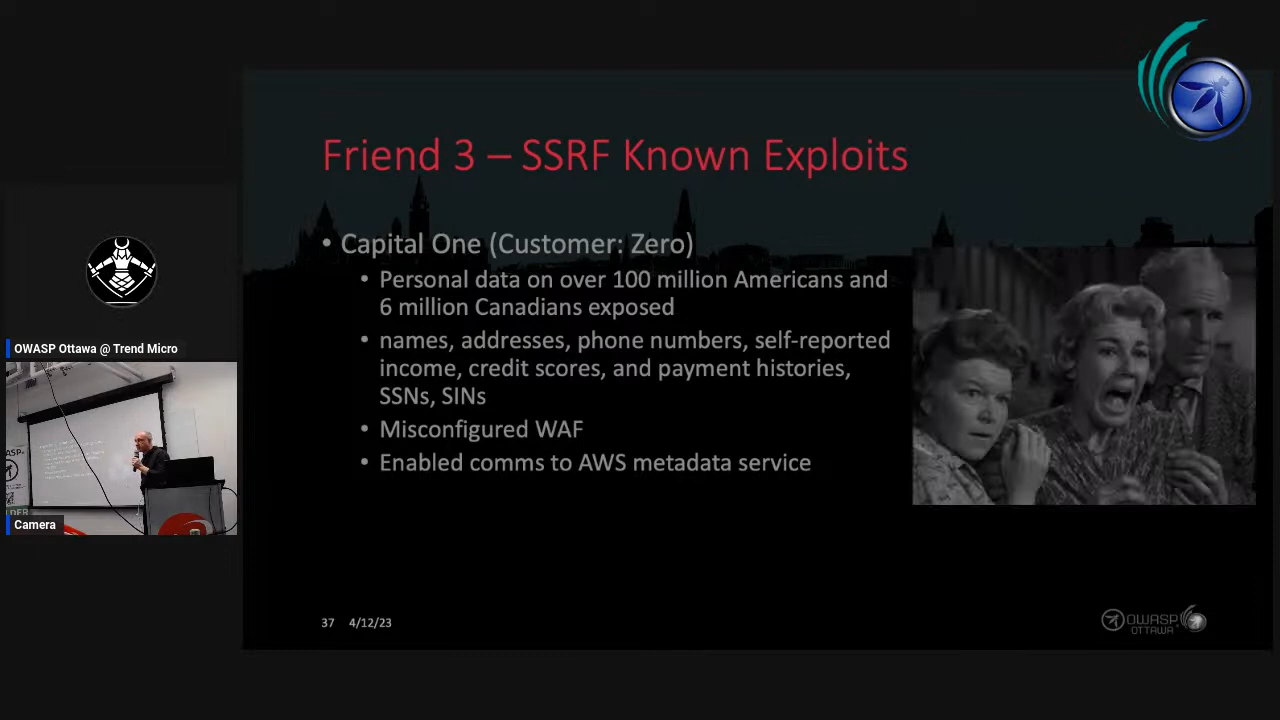 Friend 3 – SSRF Known Exploits
• Capital One (Customer: Zero)
• Personal data on over 100 million Americans and
6 million Canadians exposed
• names, addresses, phone numbers, self-reported
income, credit scores, and payment histories,
SSNs, SINs
• Misconfigured WAF
• Enabled comms to AWS metadata service
OWASP Ottawa @ Trend Micro
Camera
37 4/12/23
OWASP
OTTAWA